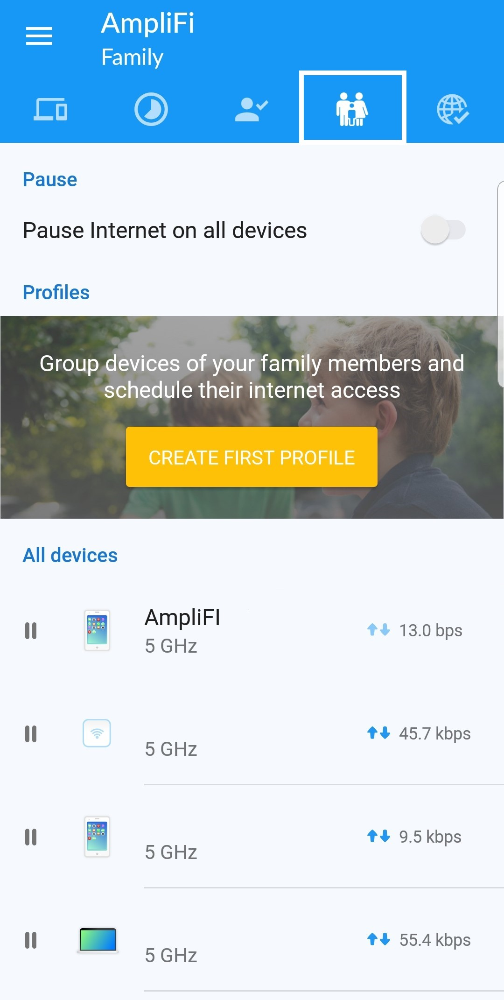 AmpliFi
Family
Pause
Pause Internet on all devices
Profiles
Group devices of your family members and
schedule their internet access
CREATE FIRST PROFILE
All devices
AmpliFI
5 GHz
13.0 bps
5 GHz
45.7 kbps
5 GHz
9.5 kbps
5 GHz
55.4 kbps